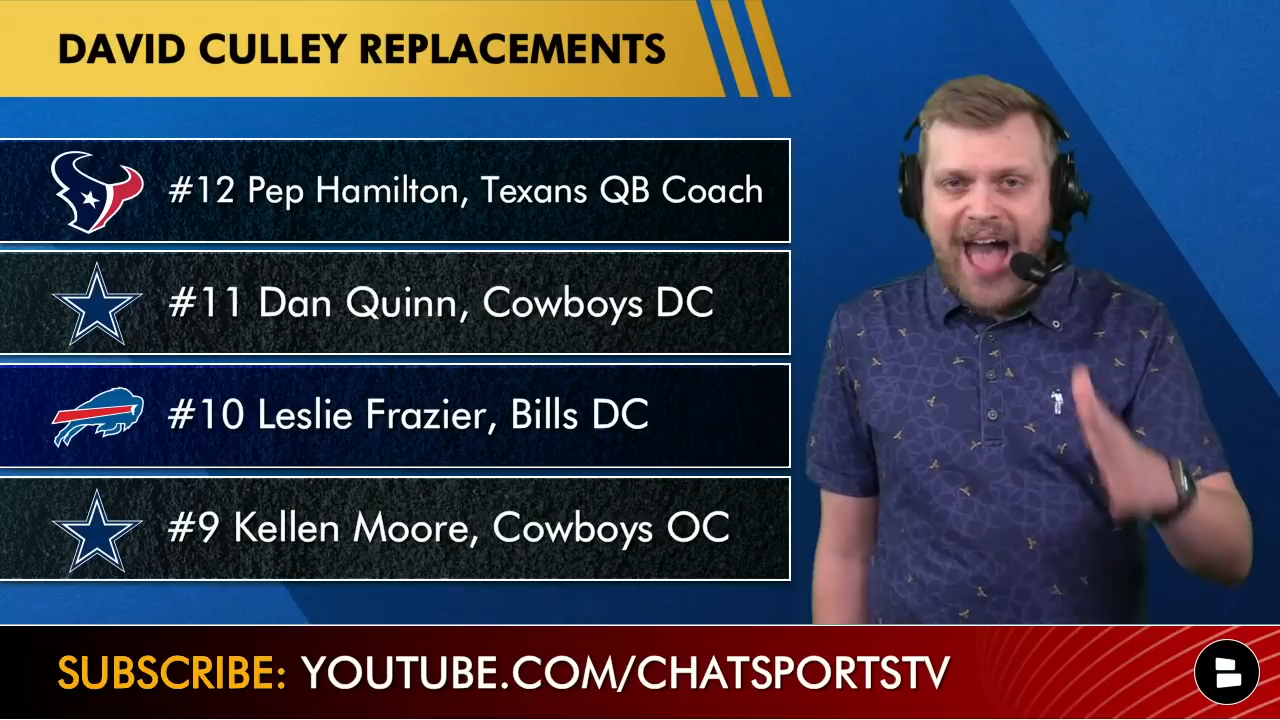 DAVID CULLEY REPLACEMENTS
#12 Pep Hamilton, Texans QB Coach
#11 Dan Quinn, Cowboys DC
#10 Leslie Frazier, Bills DC
#9 Kellen Moore, Cowboys OC
SUBSCRIBE: YOUTUBE.COM/CHATSPORTSTV